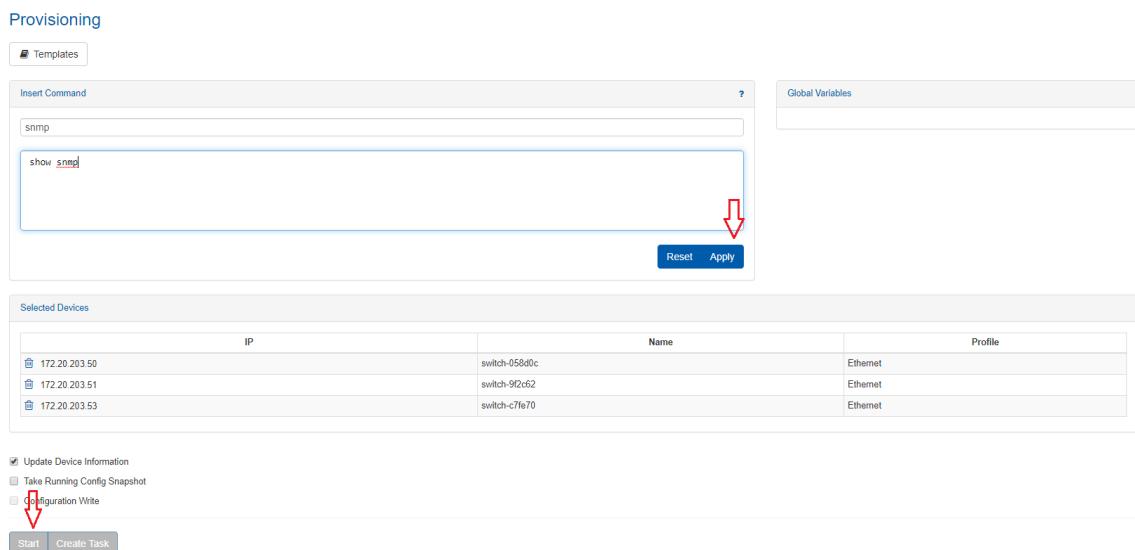 Provisioning
Templates
Insert Command ?
Global Variables
snmp
show snmp
Reset Apply
Selected Devices
IP Name Profile
172.20.203.50 switch-058d0c Ethernet
172.20.203.51 switch-9f2c62 Ethernet
172.20.203.53 switch-c7fe70 Ethernet
Update Device Information
Take Running Config Snapshot
Configuration Write
Start Create Task